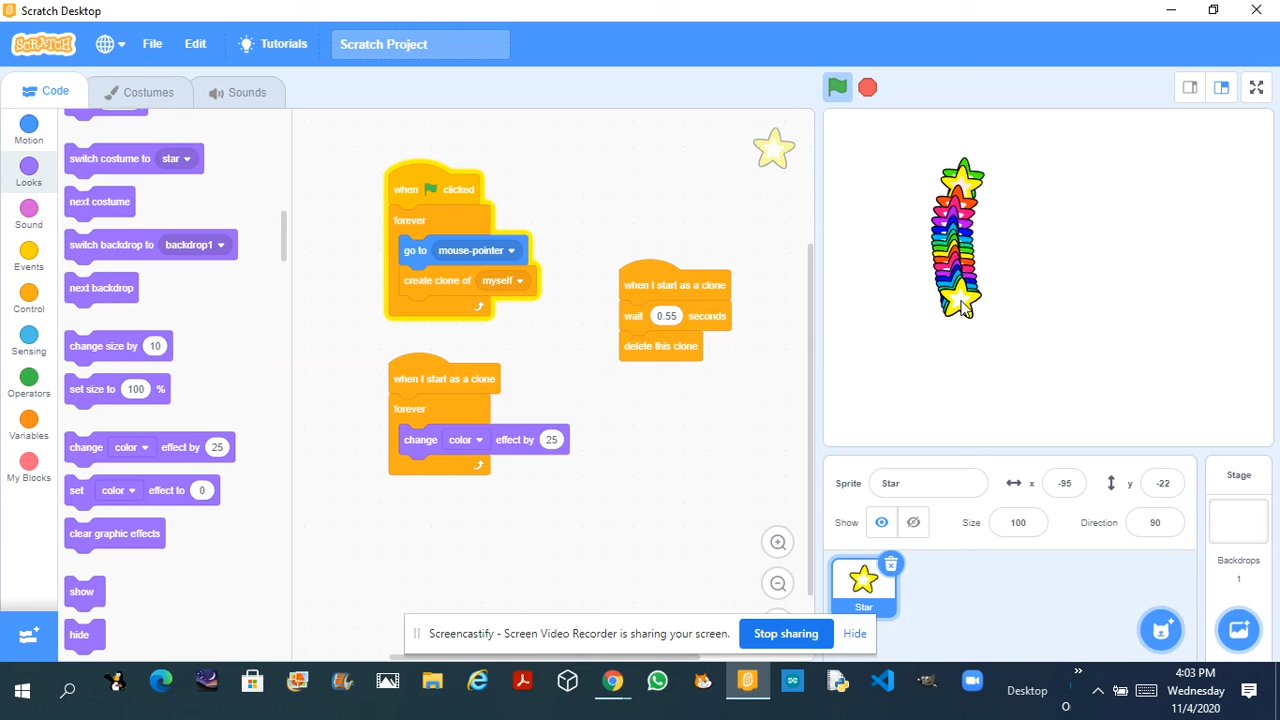 Scratch Desktop
SCRATCH
File
Edit
Tutorials
Scratch Project
Code
Costumes
Sounds
Motion
Looks
Sound
Events
Control
Sensing
Operators
Variables
My Blocks
switch costume to star
next costume
switch backdrop to backdrop1
next backdrop
change size by 10
set size to 100 %
change color effect by 25
set color effect to 0
clear graphic effects
show
hide
when clicked
forever
go to mouse-pointer
create clone of myself
when I start as a clone
forever
change color effect by 25
when I start as a clone
wait 0.55 seconds
delete this clone
Sprite Star x -95 y -22
Show Size 100 Direction 90
Star
Stage
Backdrops
1
Screencastify - Screen Video Recorder is sharing your screen.
Stop sharing
Hide
Desktop
4:03 PM
Wednesday
11/4/2020